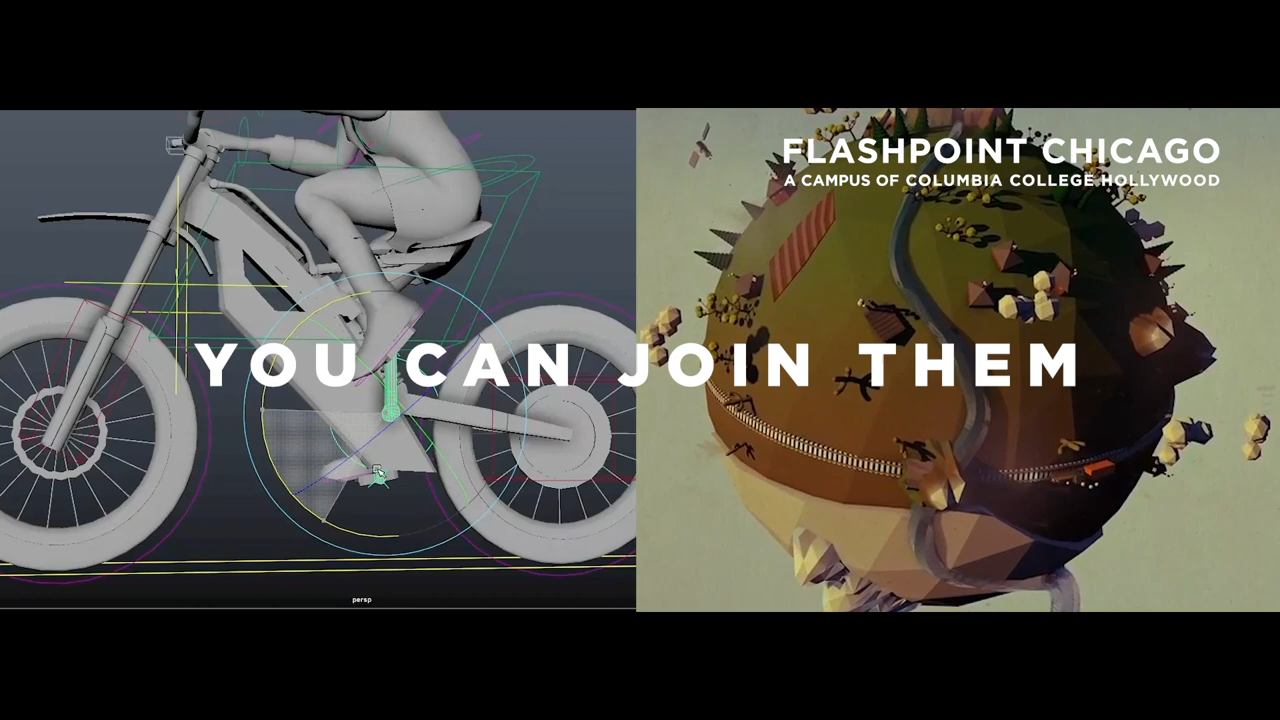 FLASHPOINT CHICAGO
A CAMPUS OF COLUMBIA COLLEGE HOLLYWOOD
YOU CAN JOIN THEM
persp